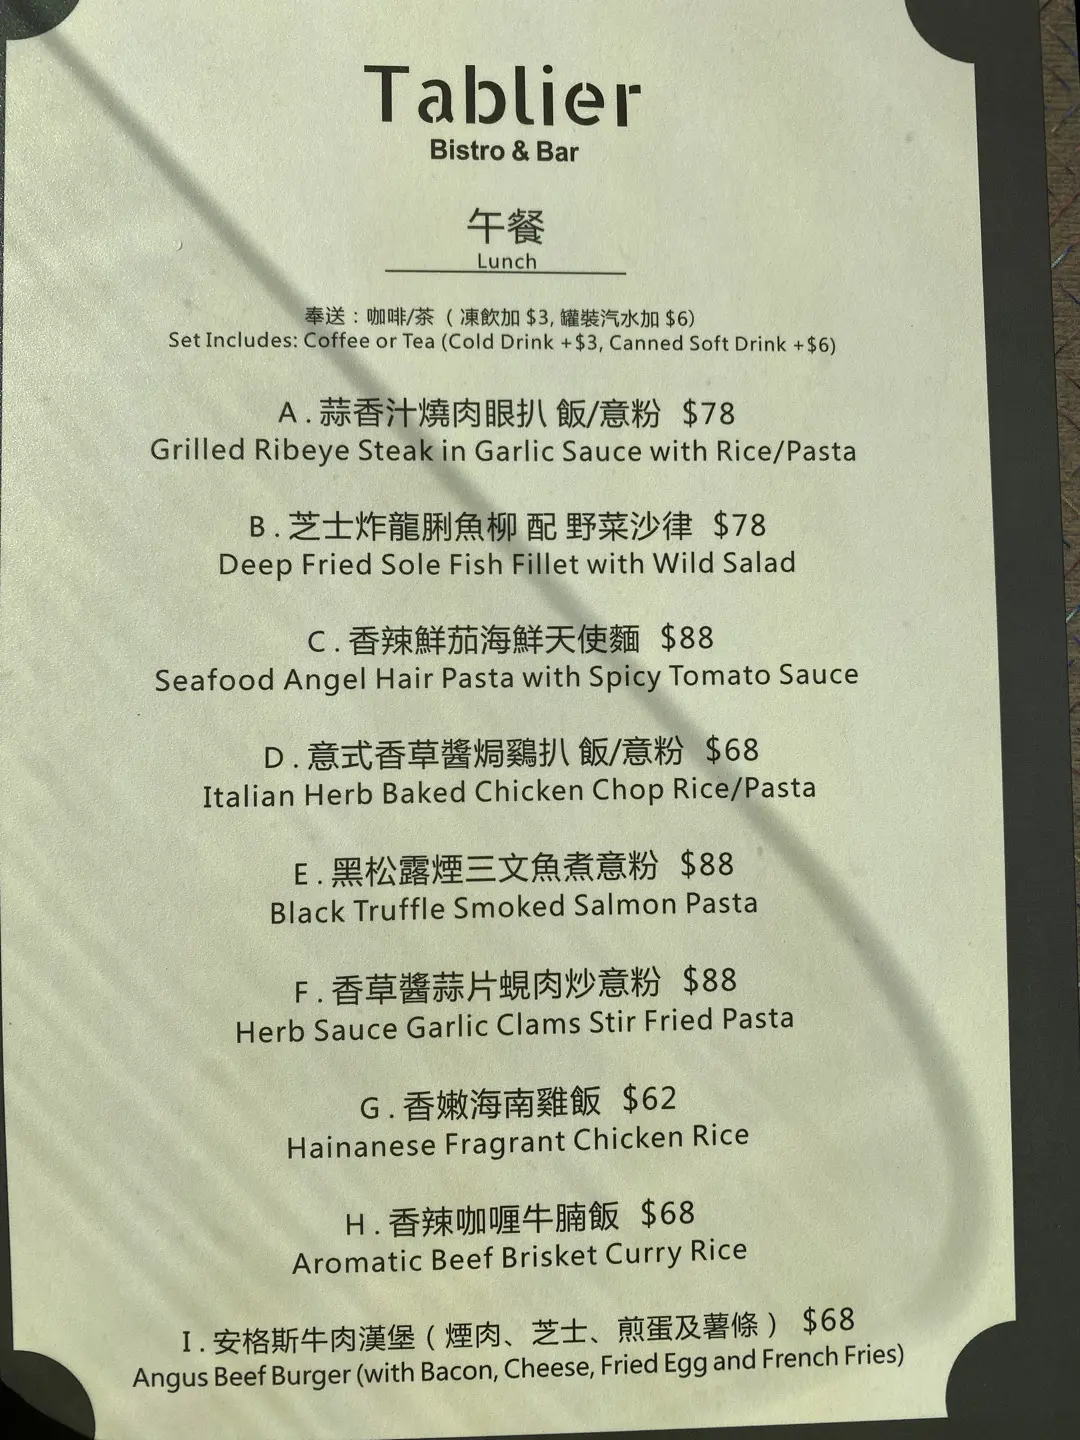 Tablier
Bistro & Bar
午餐
Lunch
奉送：咖啡/茶（凍飲加 $3, 罐裝汽水加 $6）
Set Includes: Coffee or Tea (Cold Drink +$3, Canned Soft Drink +$6)
A . 蒜香汁燒肉眼扒 飯/意粉 $78
Grilled Ribeye Steak in Garlic Sauce with Rice/Pasta
B . 芝士炸龍脷魚柳 配 野菜沙律 $78
Deep Fried Sole Fish Fillet with Wild Salad
C . 香辣鮮茄海鮮天使麵 $88
Seafood Angel Hair Pasta with Spicy Tomato Sauce
D . 意式香草醬焗鷄扒 飯/意粉 $68
Italian Herb Baked Chicken Chop Rice/Pasta
E . 黑松露煙三文魚煮意粉 $88
Black Truffle Smoked Salmon Pasta
F . 香草醬蒜片蜆肉炒意粉 $88
Herb Sauce Garlic Clams Stir Fried Pasta
G . 香嫩海南雞飯 $62
Hainanese Fragrant Chicken Rice
H . 香辣咖喱牛腩飯 $68
Aromatic Beef Brisket Curry Rice
I . 安格斯牛肉漢堡（煙肉、芝士、煎蛋及薯條） $68
Angus Beef Burger (with Bacon, Cheese, Fried Egg and French Fries)